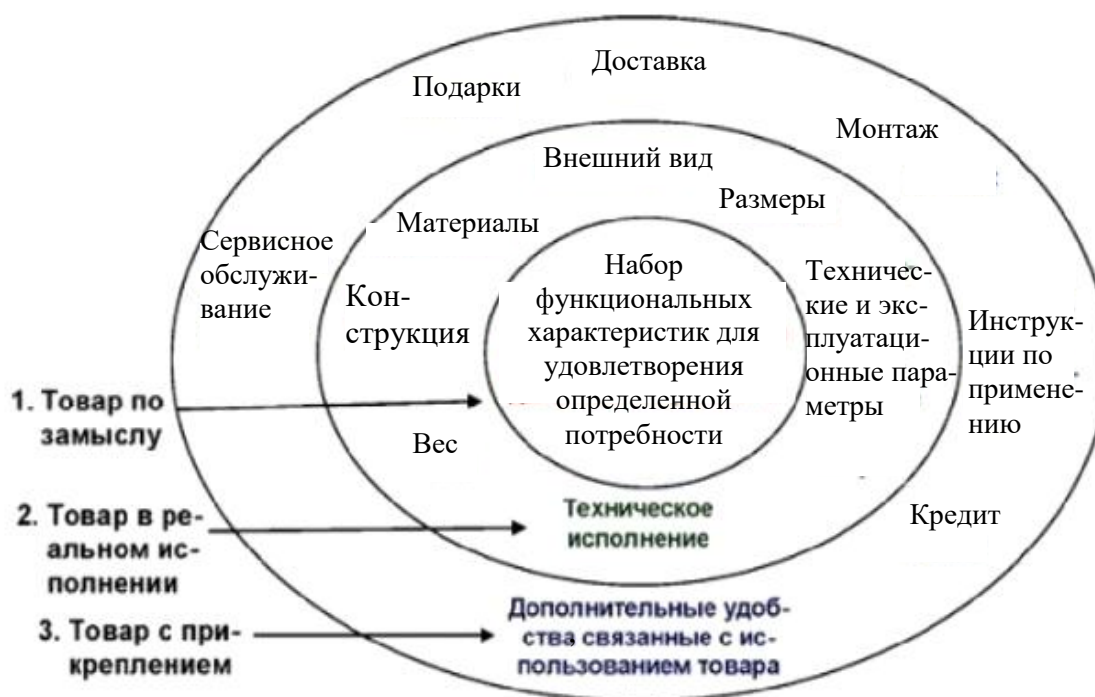 Доставка
Подарки
Монтаж
Внешний вид
Размеры
Материалы
Сервисное
обслужи-
вание
Кон-
струкция
Набор
функциональных
характеристик для
удовлетворения
определенной
потребности
Техничес-
кие и экс-
плуатаци-
онные пара-
метры
Инструк-
ции по
примене-
нию
1. Товар по
замыслу
Вес
2. Товар в ре-
альном ис-
полнении
Техническое
исполнение
Кредит
3. Товар с при-
креплением
Дополнительные удоб-
ства связанные с ис-
пользованием товара